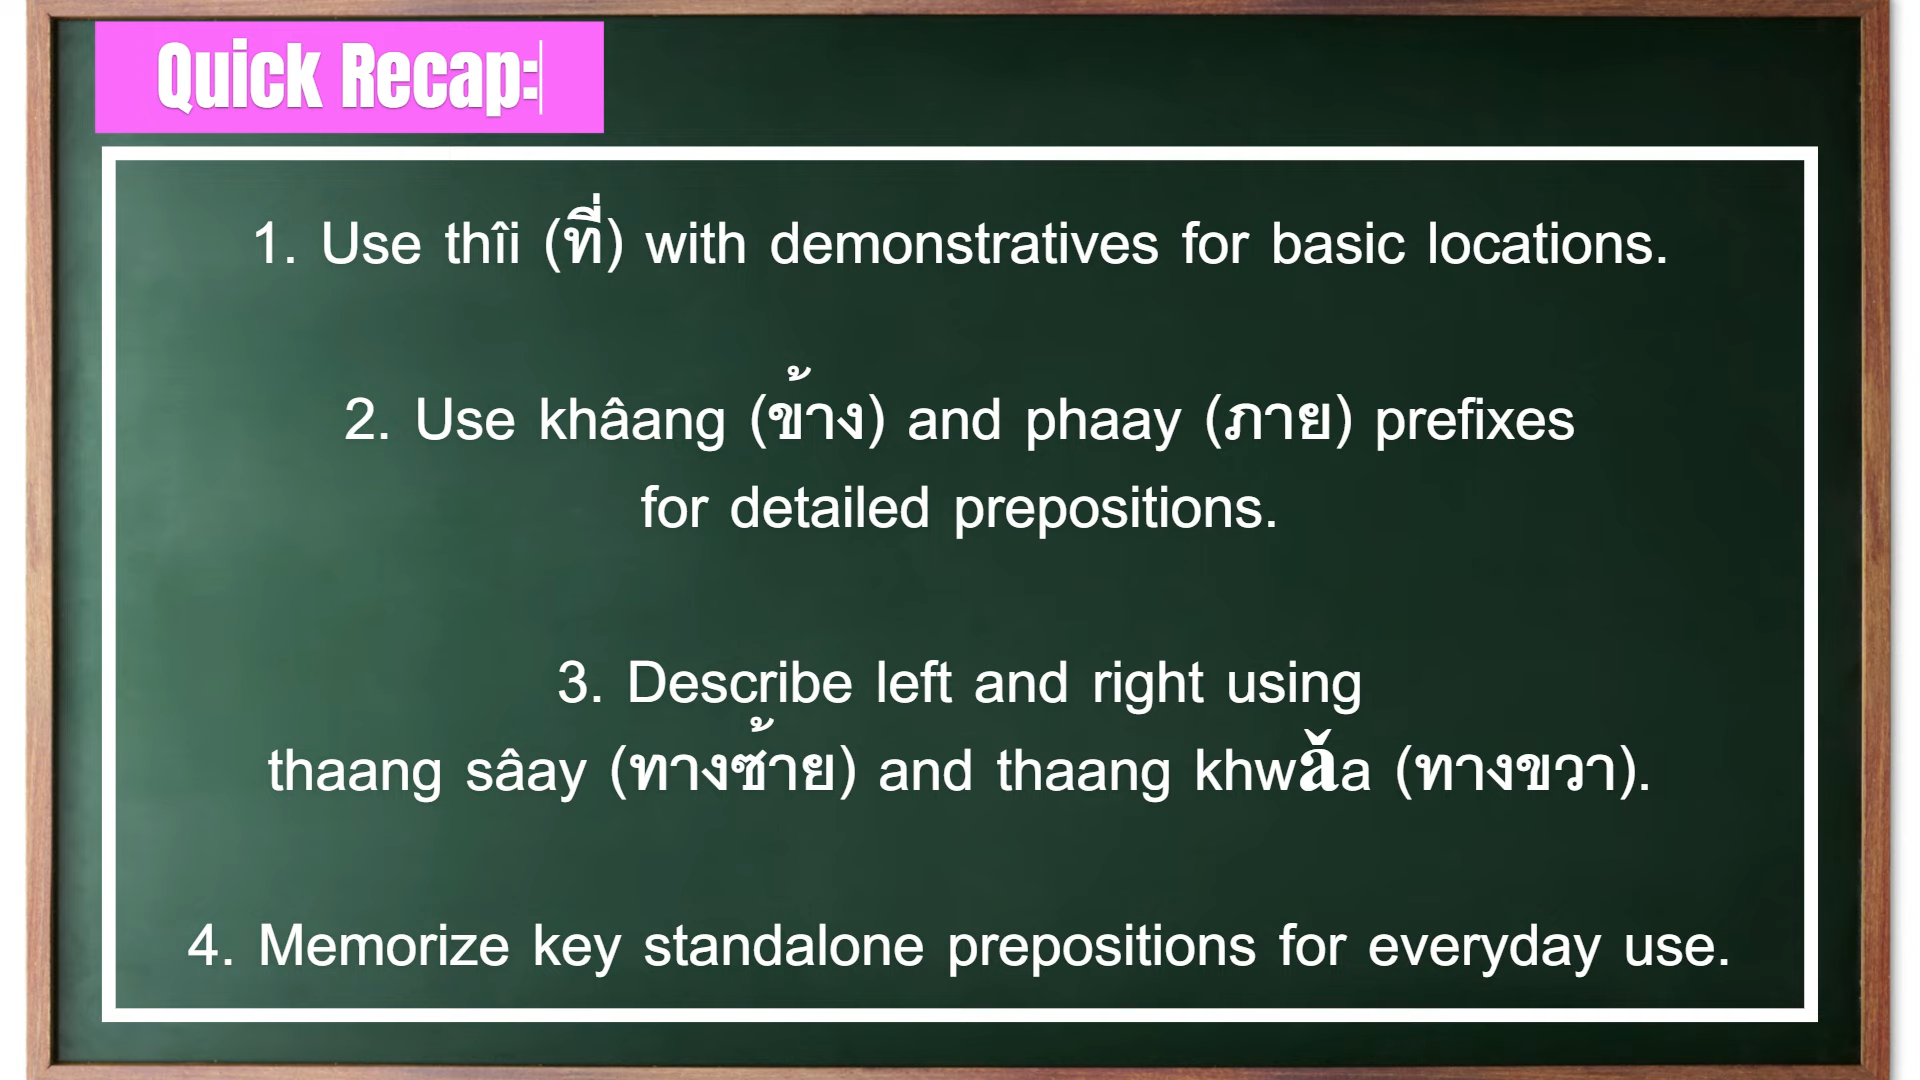 Quick Recap:
1. Use thîi (ที่) with demonstratives for basic locations.
2. Use khâang (ข้าง) and phaay (ภาย) prefixes
for detailed prepositions.
3. Describe left and right using
thaang sâay (ทางซ้าย) and thaang khwǎa (ทางขวา).
4. Memorize key standalone prepositions for everyday use.